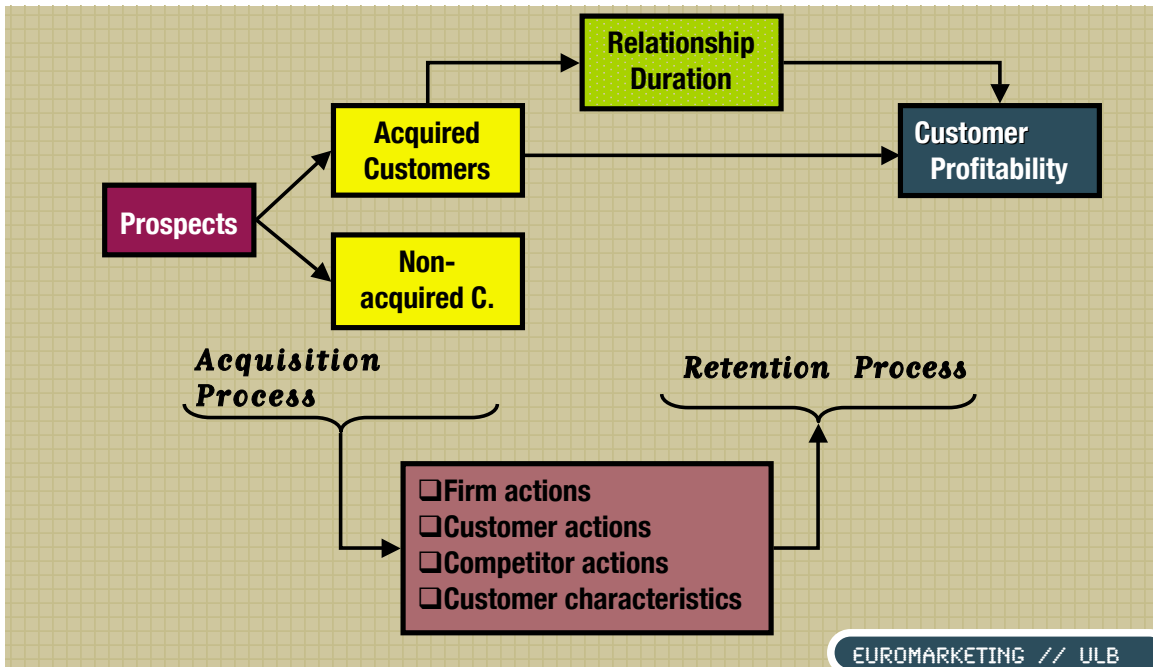 Relationship
Duration
Acquired
Customers
Customer
Profitability
Prospects
Non-
acquired C.
Acquisition
Process
Retention Process
❑Firm actions
❑Customer actions
❑Competitor actions
❑Customer characteristics
EUROMARKETING // ULB